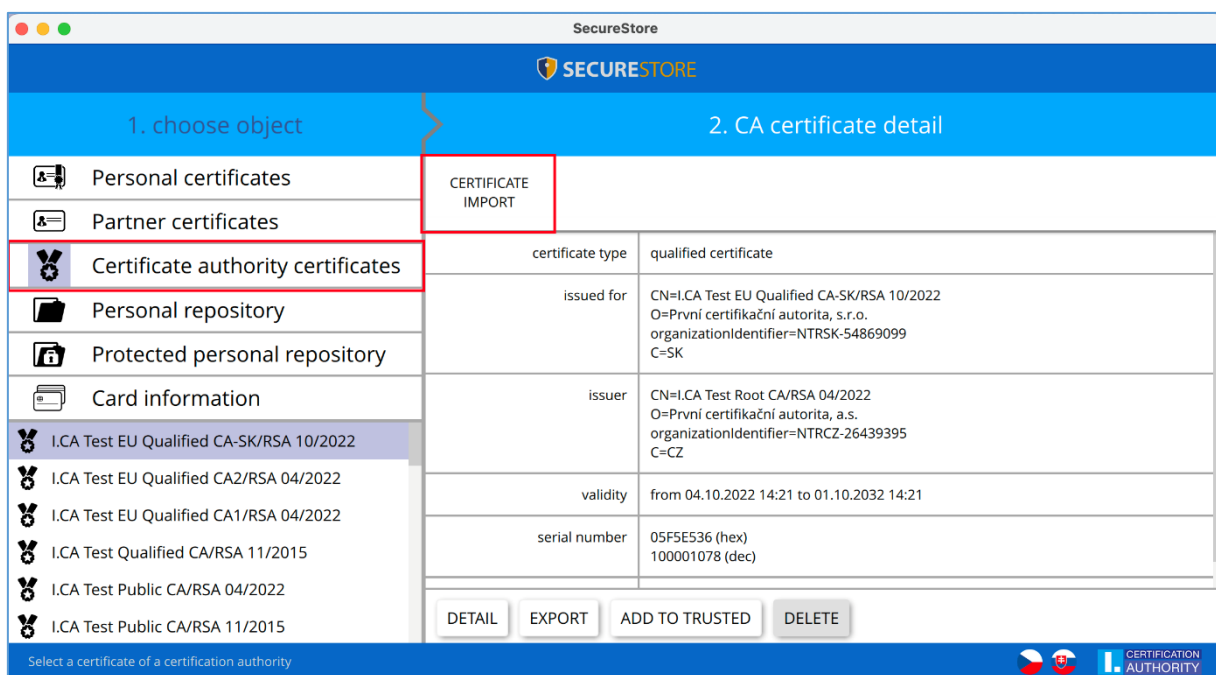 SecureStore
SECURESTORE
1. choose object
2. CA certificate detail
Personal certificates
Partner certificates
Certificate authority certificates
Personal repository
Protected personal repository
Card information
I.CA Test EU Qualified CA-SK/RSA 10/2022
I.CA Test EU Qualified CA2/RSA 04/2022
I.CA Test EU Qualified CA1/RSA 04/2022
I.CA Test Qualified CA/RSA 11/2015
I.CA Test Public CA/RSA 04/2022
I.CA Test Public CA/RSA 11/2015
CERTIFICATE
IMPORT
certificate type qualified certificate
issued for CN=I.CA Test EU Qualified CA-SK/RSA 10/2022
O=První certifikační autorita, s.r.o.
organizationIdentifier=NTRSK-54869099
C=SK
issuer CN=I.CA Test Root CA/RSA 04/2022
O=První certifikační autorita, a.s.
organizationIdentifier=NTRCZ-26439395
C=CZ
validity from 04.10.2022 14:21 to 01.10.2032 14:21
serial number 05F5E536 (hex)
100001078 (dec)
DETAIL EXPORT ADD TO TRUSTED DELETE
Select a certificate of a certification authority
I. CERTIFICATION
AUTHORITY